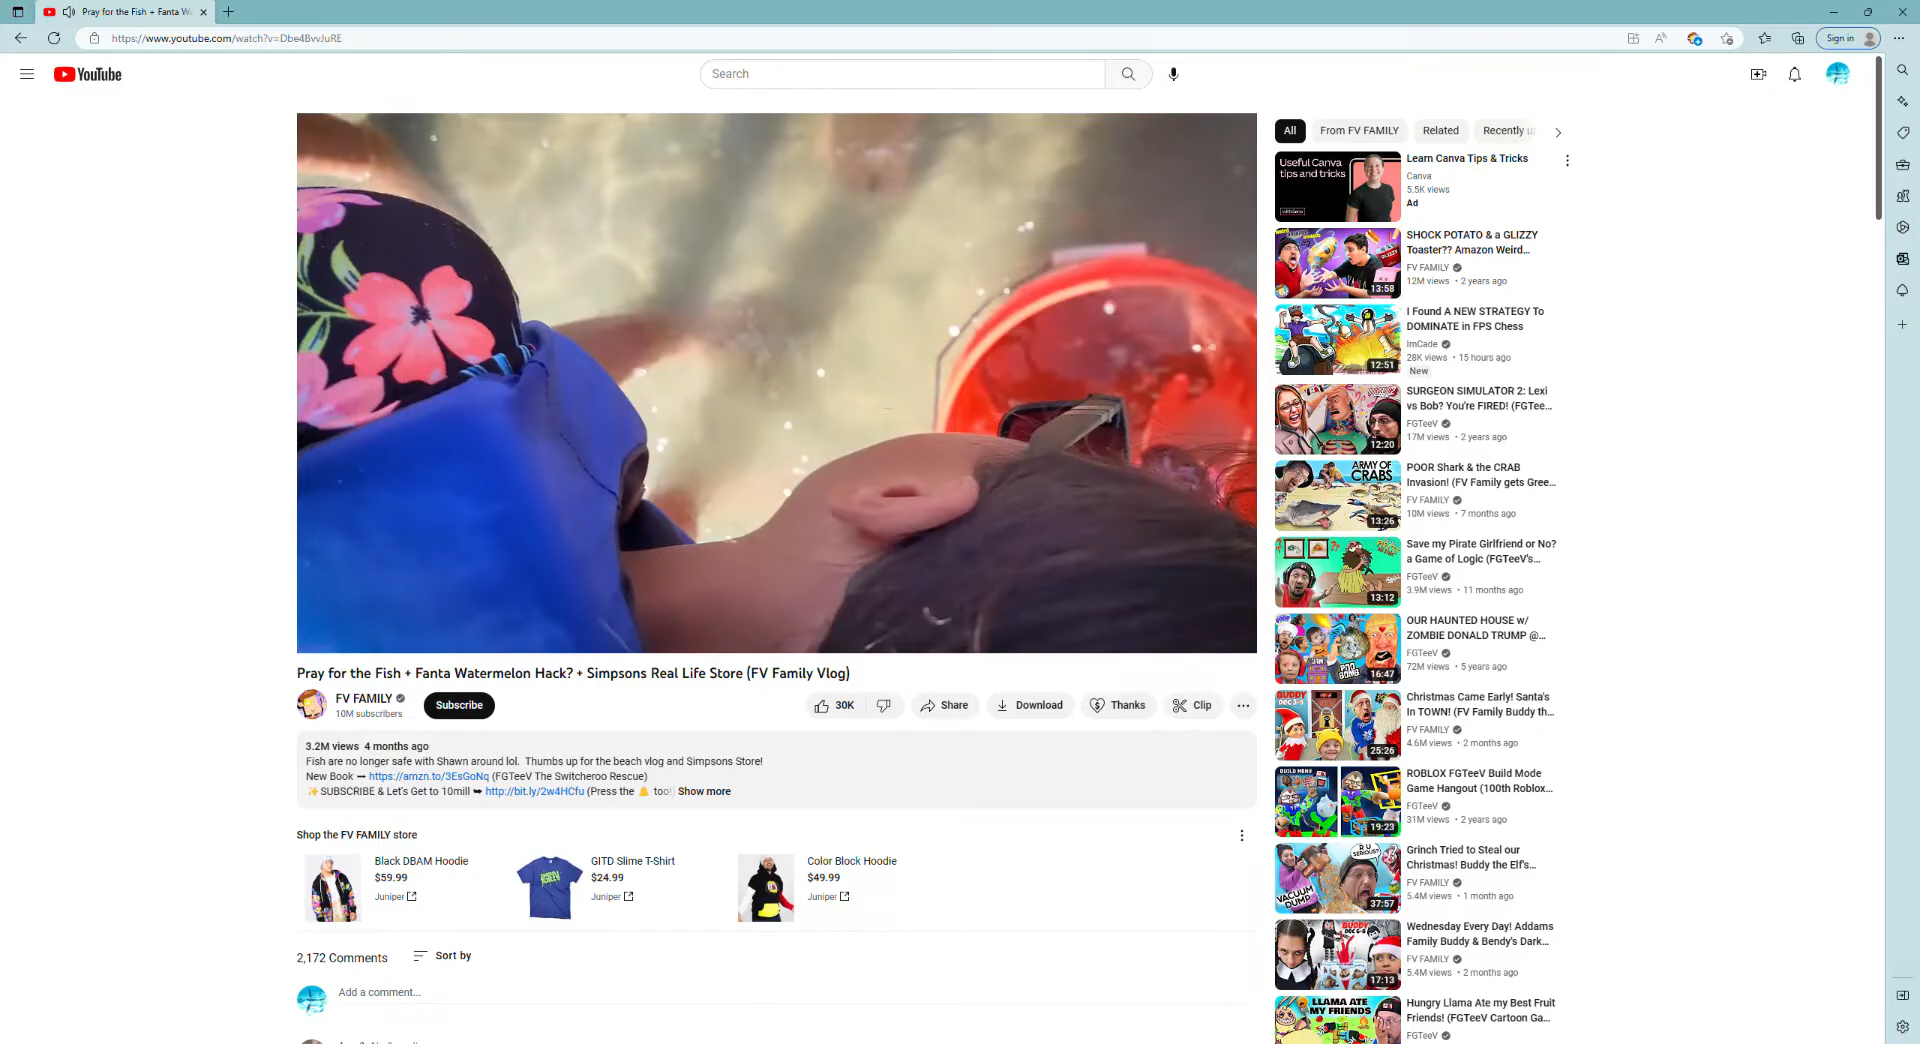 Pray for the Fish + Fanta W
https://www.youtube.com/watch?v=Dbe4BvvJuRE
Sign in
YouTube
Search
All
From FV FAMILY
Related
Recently u
Useful Canva
tips and tricks
Learn Canva Tips & Tricks
Canva
5.5K views
Ad
SHOCK POTATO & a GLIZZY
Toaster?? Amazon Weird...
FV FAMILY
12M views • 2 years ago
13:58
I Found A NEW STRATEGY To
DOMINATE in FPS Chess
ImCade
28K views • 15 hours ago
New
12:51
SURGEON SIMULATOR 2: Lexi
vs Bob? You're FIRED! (FGTee...
FGTeeV
17M views • 2 years ago
12:20
ARMY OF
CRABS
POOR Shark & the CRAB
Invasion! (FV Family gets Gree...
FV FAMILY
10M views • 7 months ago
13:26
Save my Pirate Girlfriend or No?
a Game of Logic (FGTeeV's...
FGTeeV
3.9M views • 11 months ago
13:12
OUR HAUNTED HOUSE w/
ZOMBIE DONALD TRUMP @...
FGTeeV
72M views • 5 years ago
16:47
BUDDY
DEC 3-5
Christmas Came Early! Santa's
In TOWN! (FV Family Buddy th...
FV FAMILY
4.6M views • 2 months ago
25:26
BUILD MENU
ROBLOX FGTeeV Build Mode
Game Hangout (100th Roblox...
FGTeeV
31M views • 2 years ago
19:23
R U
SERIOUS?
VACUUM
DUMP
Grinch Tried to Steal our
Christmas! Buddy the Elf's...
FV FAMILY
5.4M views • 1 month ago
37:57
BUDDY
DEC 6-8
Wednesday Every Day! Addams
Family Buddy & Bendy's Dark...
FV FAMILY
5.4M views • 2 months ago
17:13
LLAMA ATE
MY FRIENDS
Hungry Llama Ate my Best Fruit
Friends! (FGTeeV Cartoon Ga...
FGTeeV
Pray for the Fish + Fanta Watermelon Hack? + Simpsons Real Life Store (FV Family Vlog)
FV FAMILY
10M subscribers
Subscribe
30K
Share
Download
Thanks
Clip
3.2M views 4 months ago
Fish are no longer safe with Shawn around lol. Thumbs up for the beach vlog and Simpsons Store!
New Book ➞ https://amzn.to/3EsGoNq (FGTeeV The Switcheroo Rescue)
✨SUBSCRIBE & Let's Get to 10mill ➥ http://bit.ly/2w4HCfu (Press the 🔔 too!) Show more
Shop the FV FAMILY store
Black DBAM Hoodie
$59.99
Juniper
GITD Slime T-Shirt
$24.99
Juniper
Color Block Hoodie
$49.99
Juniper
2,172 Comments
Sort by
Add a comment...